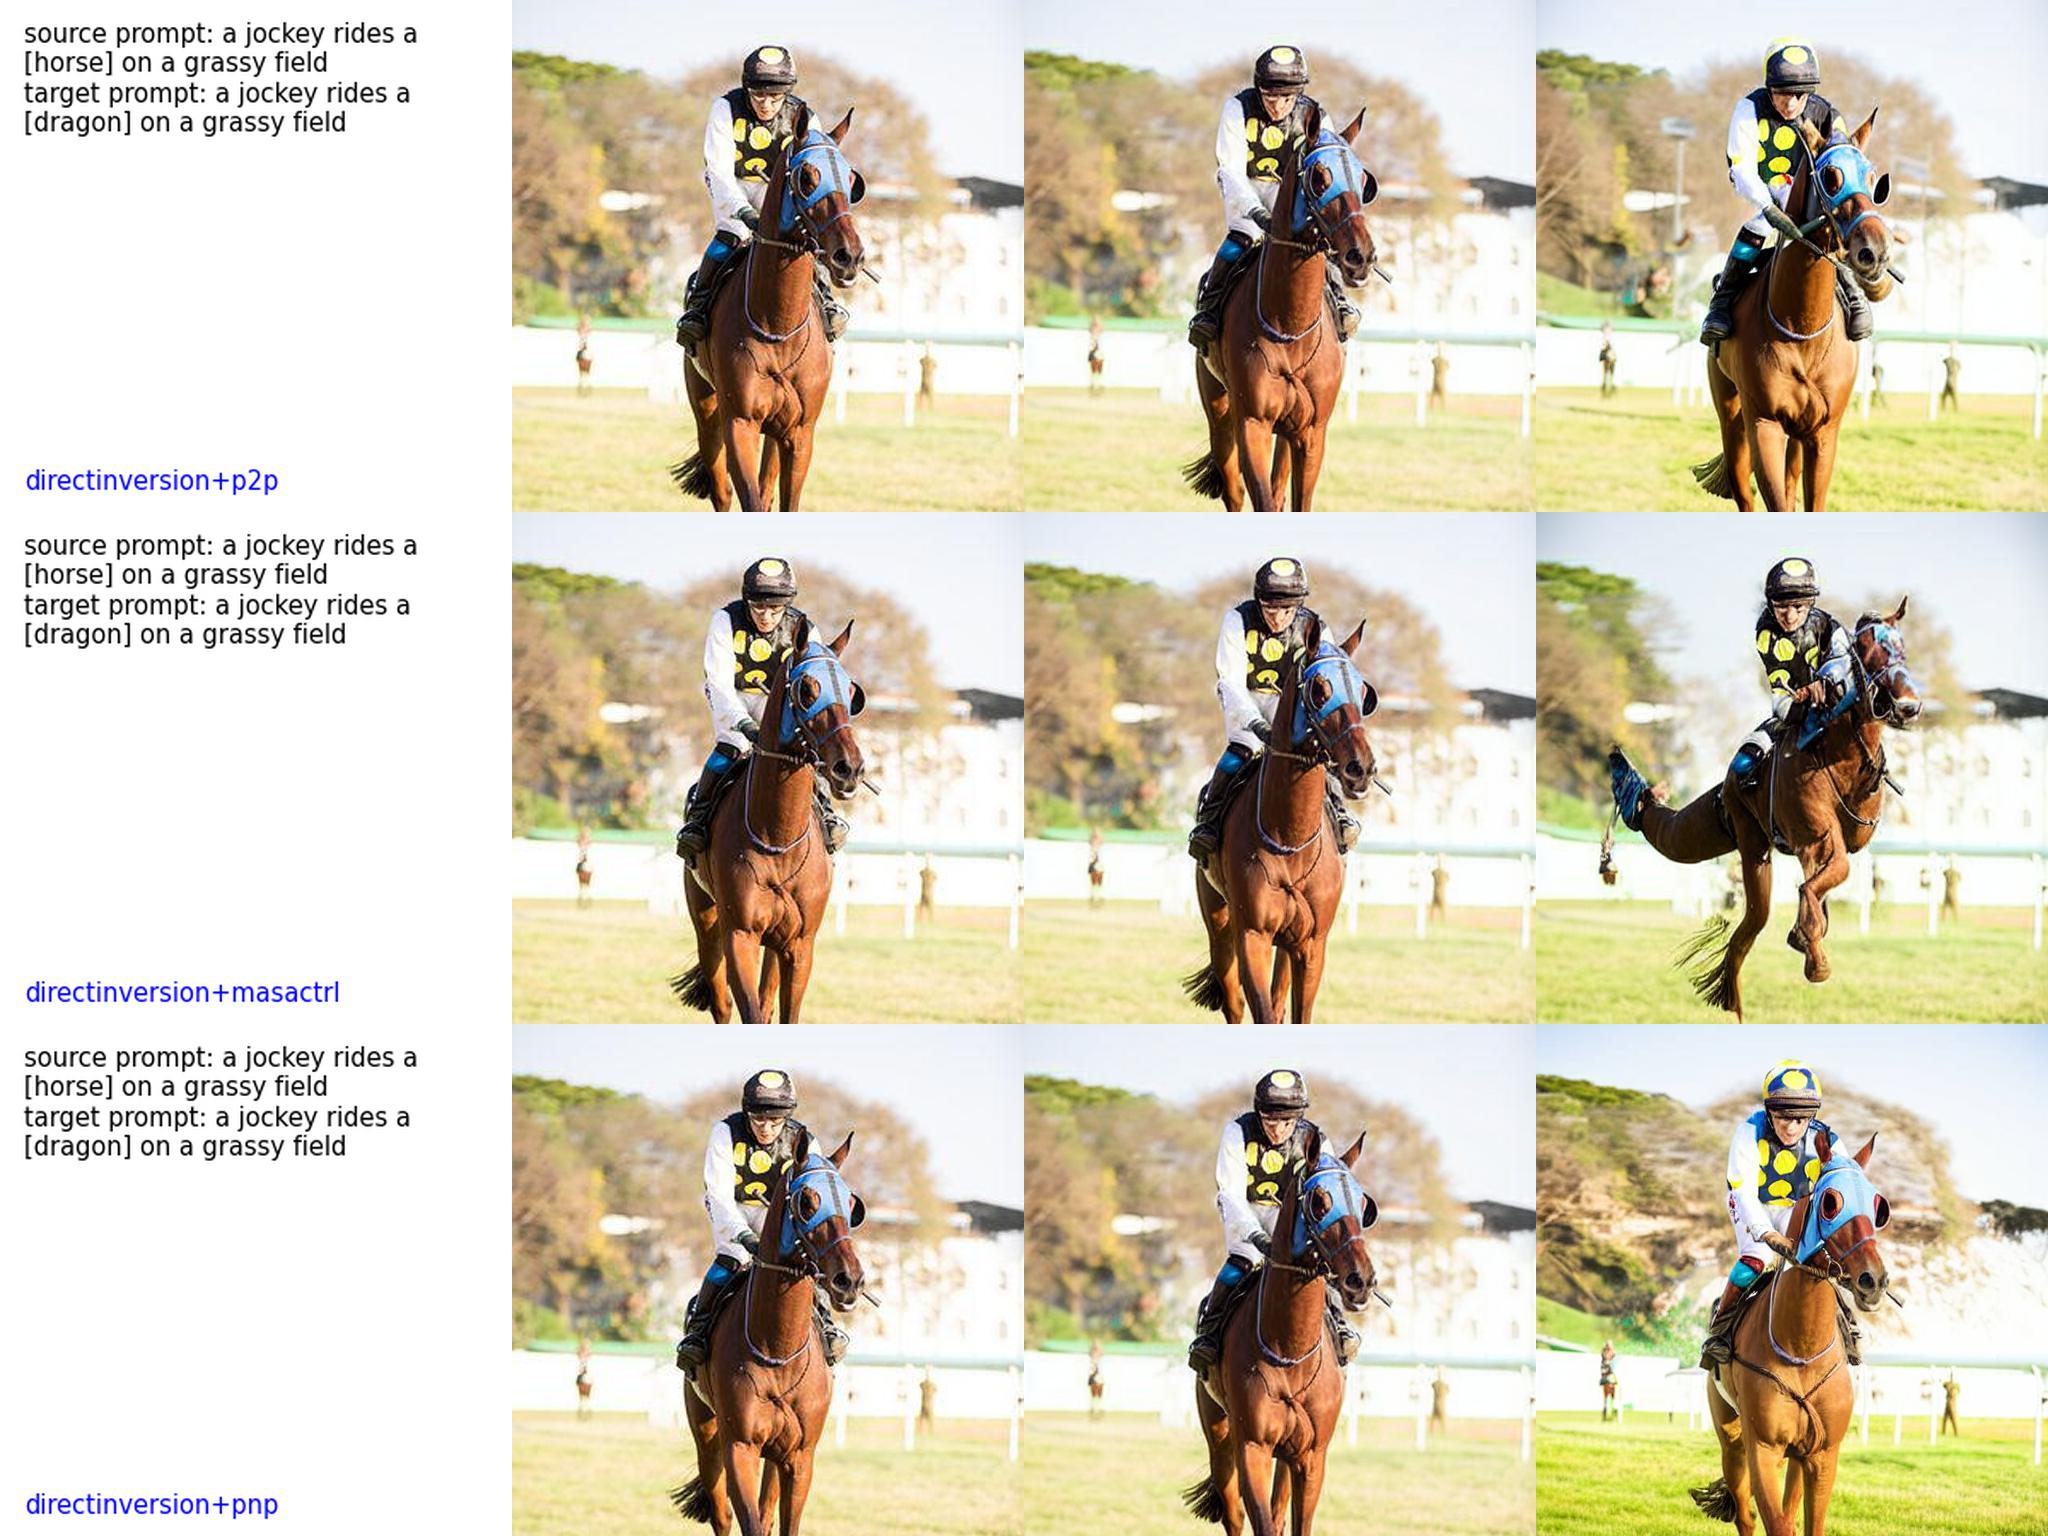 source prompt: a jockey rides a
[horse] on a grassy field
target prompt: a jockey rides a
[dragon] on a grassy field
directinversion+p2p
source prompt: a jockey rides a
[horse] on a grassy field
target prompt: a jockey rides a
[dragon] on a grassy field
directinversion+masactrl
source prompt: a jockey rides a
[horse] on a grassy field
target prompt: a jockey rides a
[dragon] on a grassy field
directinversion+pnp